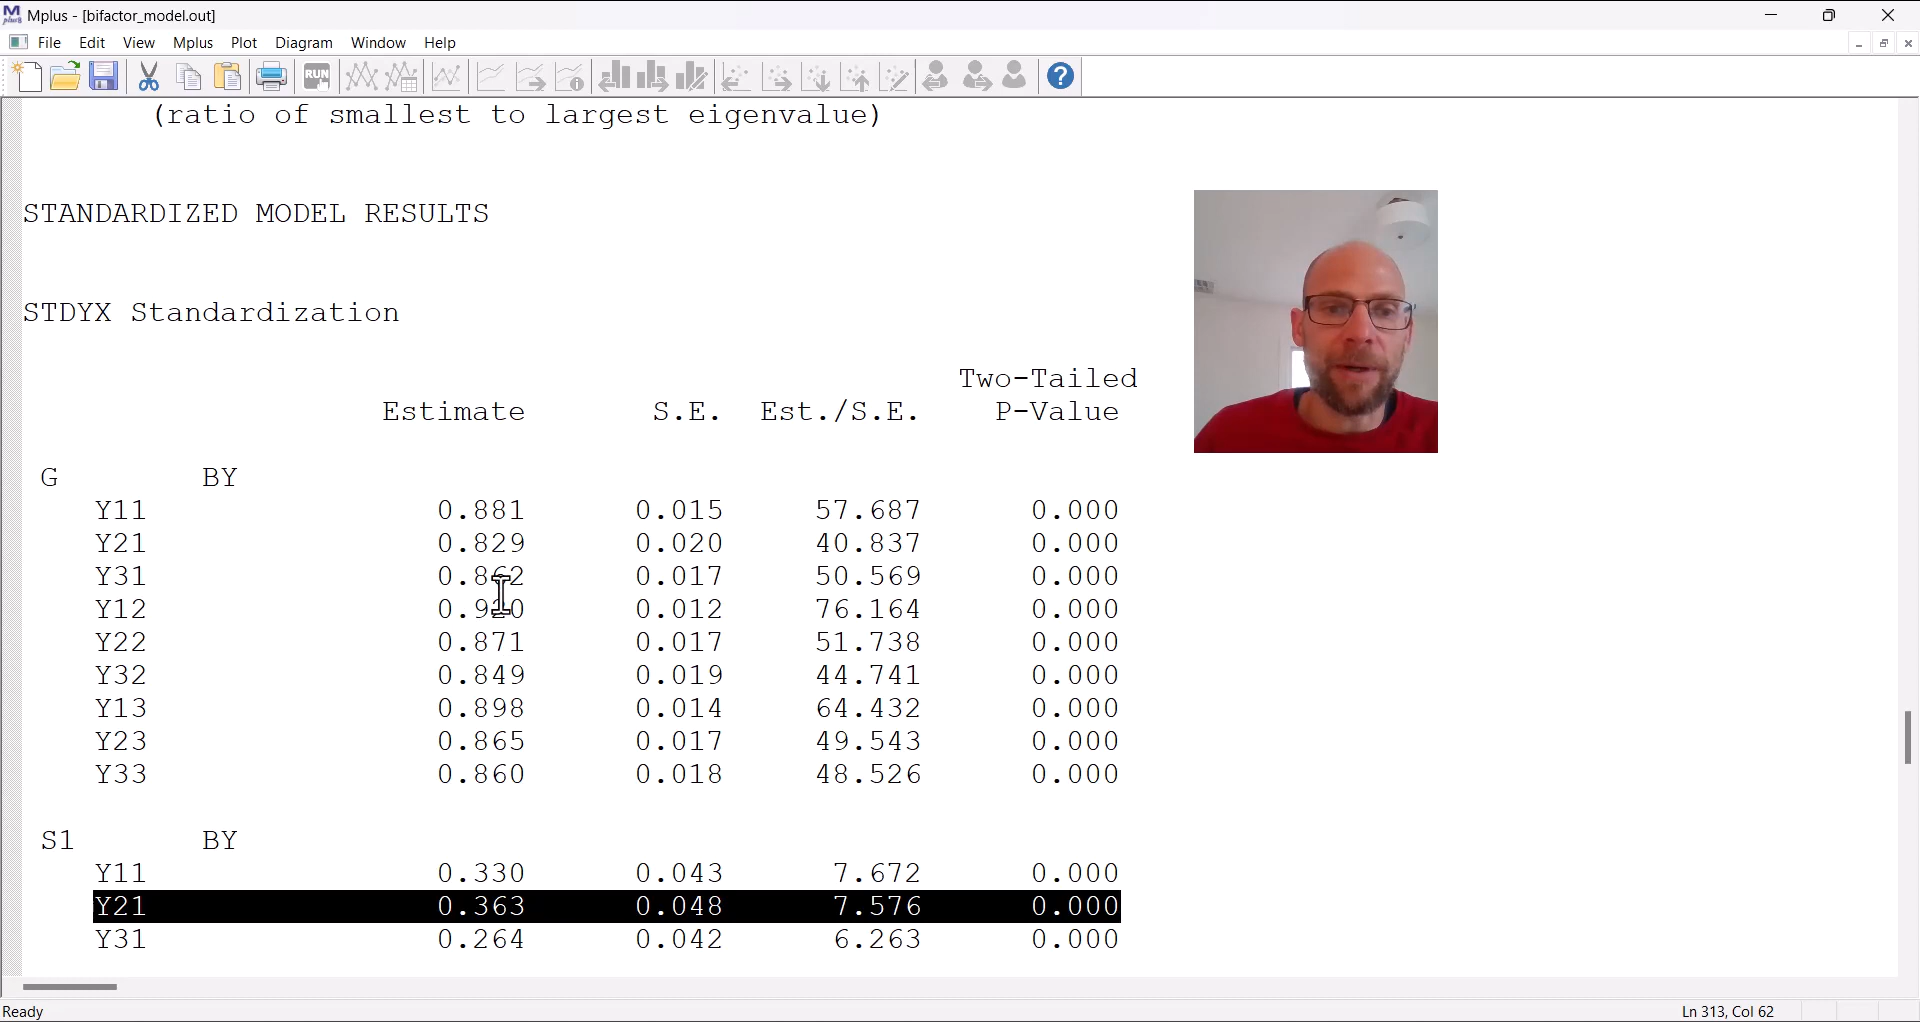 Mplus - [bifactor_model.out]
File Edit View Mplus Plot Diagram Window Help
RUN
(ratio of smallest to largest eigenvalue)
STANDARDIZED MODEL RESULTS
STDYX Standardization
Two-Tailed
Estimate S.E. Est./S.E. P-Value
G BY
Y11 0.881 0.015 57.687 0.000
Y21 0.829 0.020 40.837 0.000
Y31 0.862 0.017 50.569 0.000
Y12 0.920 0.012 76.164 0.000
Y22 0.871 0.017 51.738 0.000
Y32 0.849 0.019 44.741 0.000
Y13 0.898 0.014 64.432 0.000
Y23 0.865 0.017 49.543 0.000
Y33 0.860 0.018 48.526 0.000
S1 BY
Y11 0.330 0.043 7.672 0.000
Y21 0.363 0.048 7.576 0.000
Y31 0.264 0.042 6.263 0.000
Ready Ln 313, Col 62